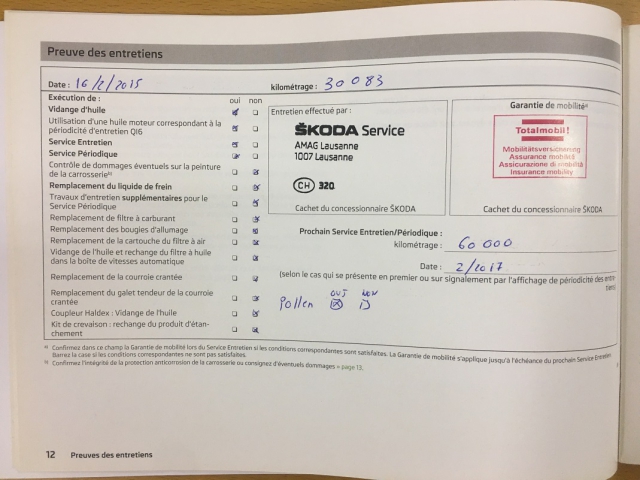 Preuve des entretiens
Date : 16/2/2015
kilométrage : 30 083
Exécution de :
oui non
Vidange d'huile
Utilisation d'une huile moteur correspondant à la
périodicité d'entretien QI6
Service Entretien
Service Périodique
Contrôle de dommages éventuels sur la peinture
de la carrosserieb)
Remplacement du liquide de frein
Travaux d'entretien supplémentaires pour le
Service Périodique
Remplacement de filtre à carburant
Remplacement des bougies d'allumage
Remplacement de la cartouche du filtre à air
Vidange de l'huile et rechange du filtre à huile
dans la boîte de vitesses automatique
Remplacement de la courroie crantée
Remplacement du galet tendeur de la courroie
crantée
Coupleur Haldex : Vidange de l'huile
Kit de crevaison : rechange du produit d'étan-
chement
Entretien effectué par :
ŠKODA Service
AMAG Lausanne
1007 Lausanne
CH 320
Cachet du concessionnaire ŠKODA
Garantie de mobilitéa)
Totalmobil!
Mobilitätsversicherung
Assurance mobilité
Assicurazione di mobilità
Insurance mobility
Cachet du concessionnaire ŠKODA
Prochain Service Entretien/Périodique :
kilométrage : 60 000
Date : 2/2017
(selon le cas qui se présente en premier ou sur signalement par l'affichage de périodicité des entre-
tien)
OUI NON
Pollen
a) Confirmez dans ce champ la Garantie de mobilité lors du Service Entretien si les conditions correspondantes sont satisfaites. La Garantie de mobilité s'applique jusqu'à l'échéance du prochain Service Entretien.
Barrez la case si les conditions correspondantes ne sont pas satisfaites.
b) Confirmez l'intégrité de la protection anticorrosion de la carrosserie ou consignez d'éventuels dommages » page 13.
12 Preuves des entretiens